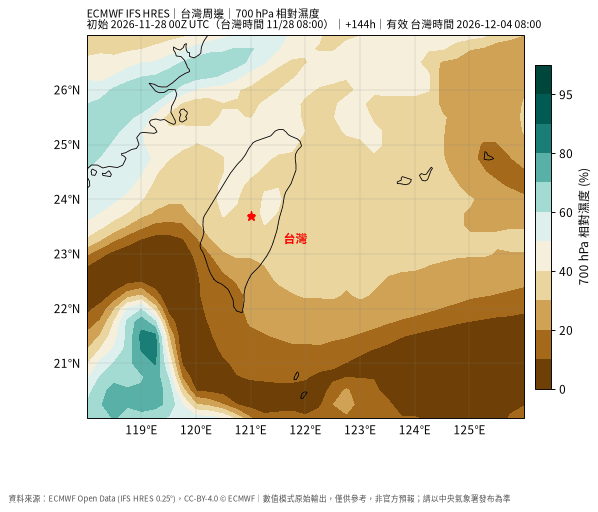 ECMWF IFS HRES｜台灣周邊｜700 hPa 相對濕度
初始 2026-11-28 00Z UTC（台灣時間 11/28 08:00）｜+144h｜有效 台灣時間 2026-12-04 08:00
26°N
25°N
24°N
23°N
22°N
21°N
119°E 120°E 121°E 122°E 123°E 124°E 125°E
台灣
95
80
60
40
20
0
700 hPa 相對濕度 (%)
資料來源：ECMWF Open Data (IFS HRES 0.25°)，CC-BY-4.0 © ECMWF｜數值模式原始輸出，僅供參考，非官方預報；請以中央氣象署發布為準